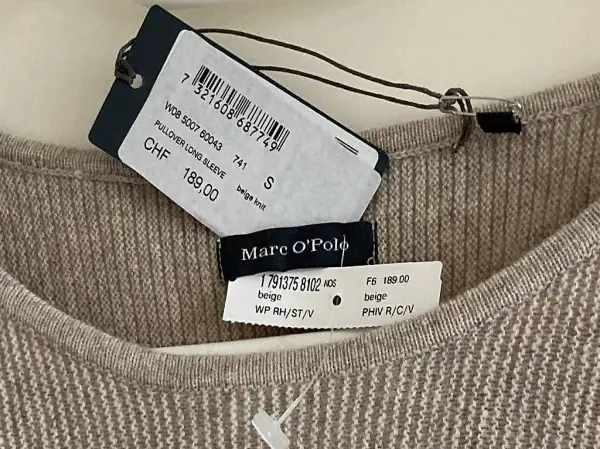 7 321608 687749
WD8 5007 60043 741
PULLOVER LONG SLEEVE S
CHF 189,00 beige knit
Marc O'Polo
1 791375 8102 NOS F6 189.00
beige beige
WP RH/ST/V PHIV R/C/V